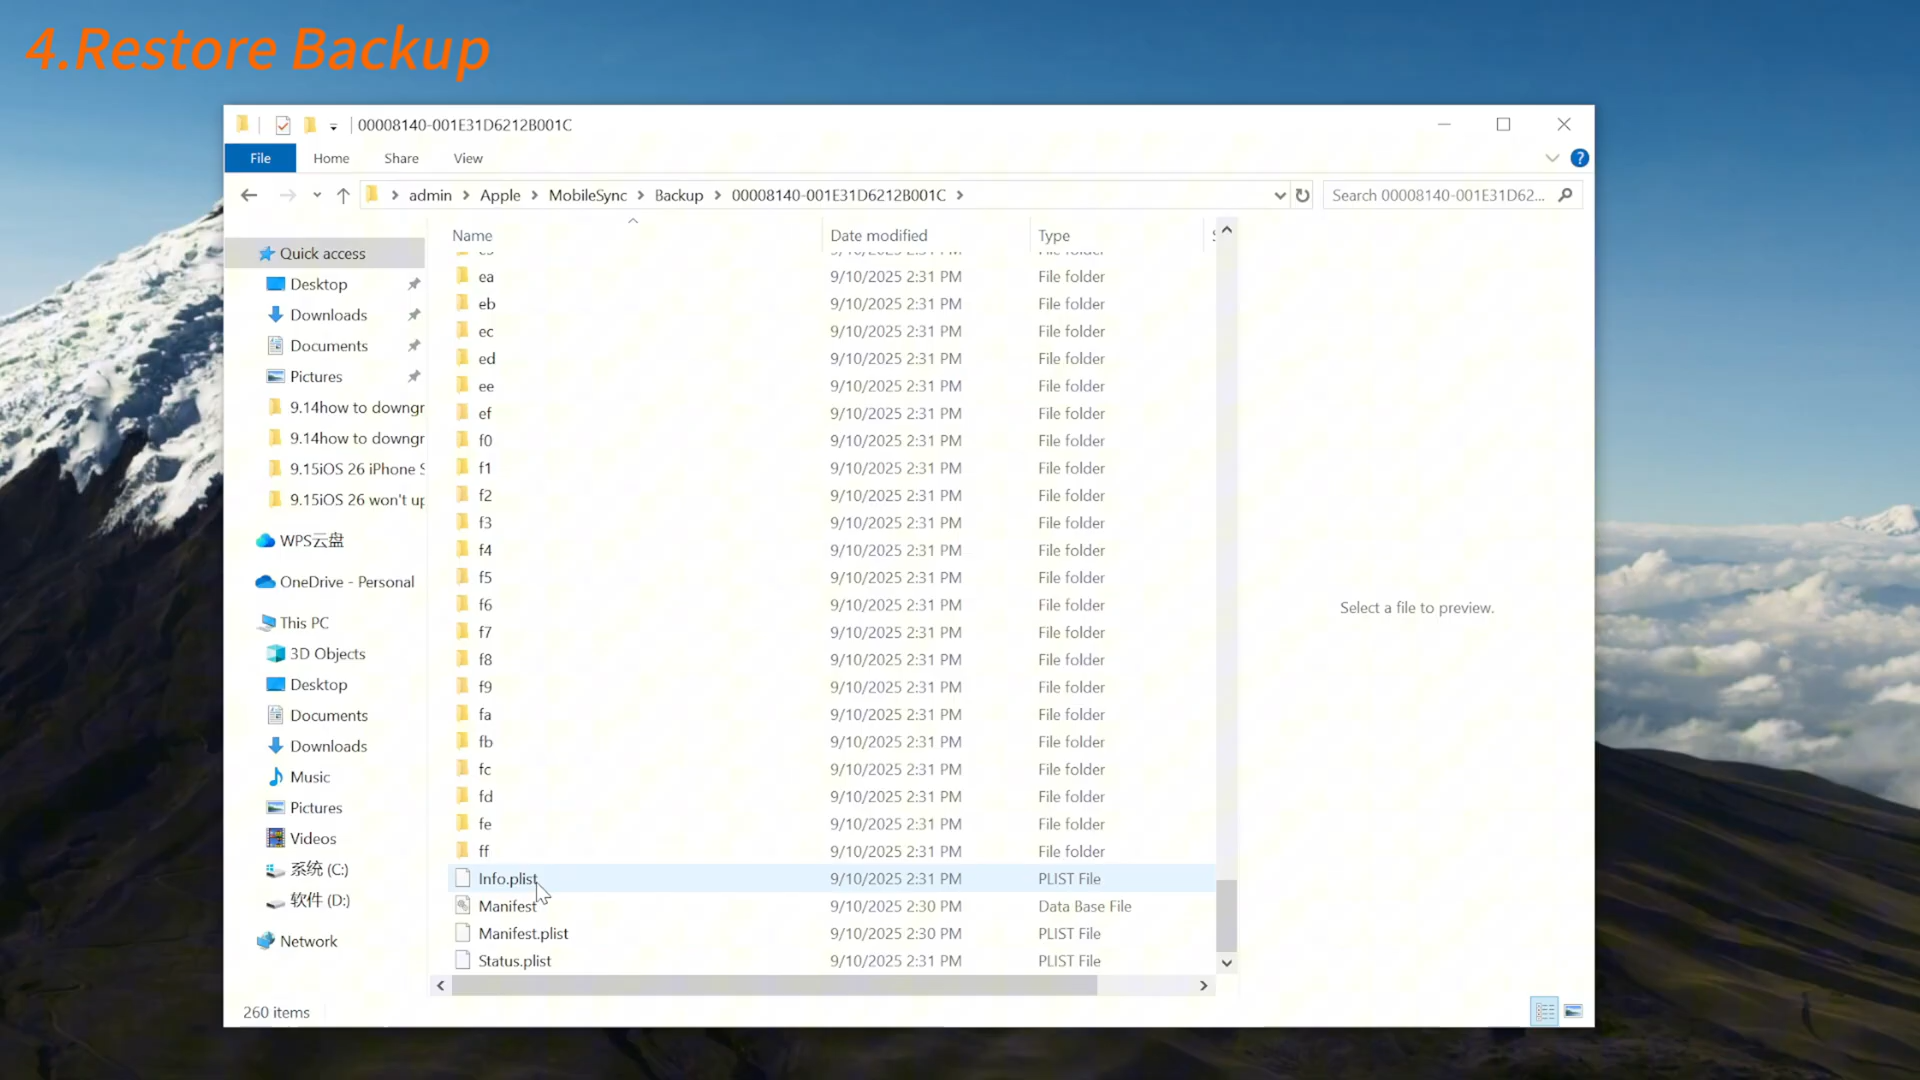 4.Restore Backup
00008140-001E31D6212B001C
File Home Share View
admin Apple MobileSync Backup 00008140-001E31D6212B001C
Search 00008140-001E31D62...
Name Date modified Type
Quick access
Desktop
Downloads
Documents
Pictures
9.14how to downgr
9.14how to downgr
9.15iOS 26 iPhone S
9.15iOS 26 won't up
WPS云盘
OneDrive - Personal
This PC
3D Objects
Desktop
Documents
Downloads
Music
Pictures
Videos
系统 (C:)
软件 (D:)
Network
ea 9/10/2025 2:31 PM File folder
eb 9/10/2025 2:31 PM File folder
ec 9/10/2025 2:31 PM File folder
ed 9/10/2025 2:31 PM File folder
ee 9/10/2025 2:31 PM File folder
ef 9/10/2025 2:31 PM File folder
f0 9/10/2025 2:31 PM File folder
f1 9/10/2025 2:31 PM File folder
f2 9/10/2025 2:31 PM File folder
f3 9/10/2025 2:31 PM File folder
f4 9/10/2025 2:31 PM File folder
f5 9/10/2025 2:31 PM File folder
f6 9/10/2025 2:31 PM File folder
f7 9/10/2025 2:31 PM File folder
f8 9/10/2025 2:31 PM File folder
f9 9/10/2025 2:31 PM File folder
fa 9/10/2025 2:31 PM File folder
fb 9/10/2025 2:31 PM File folder
fc 9/10/2025 2:31 PM File folder
fd 9/10/2025 2:31 PM File folder
fe 9/10/2025 2:31 PM File folder
ff 9/10/2025 2:31 PM File folder
Info.plist 9/10/2025 2:31 PM PLIST File
Manifest 9/10/2025 2:30 PM Data Base File
Manifest.plist 9/10/2025 2:30 PM PLIST File
Status.plist 9/10/2025 2:31 PM PLIST File
Select a file to preview.
260 items